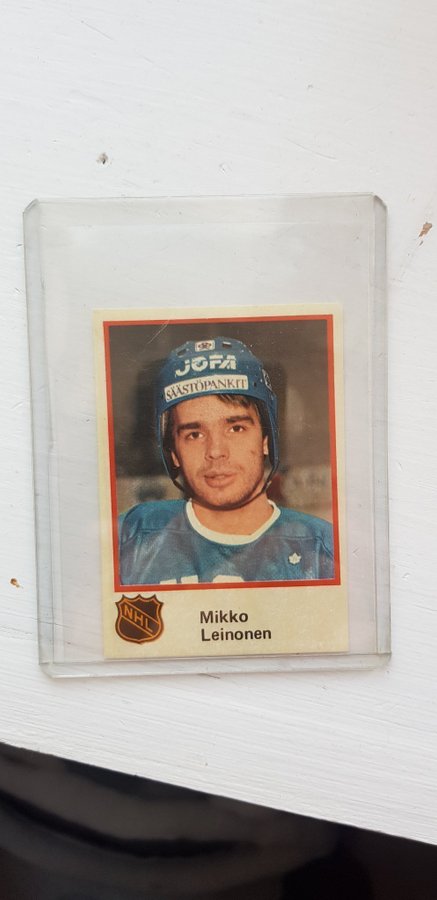 JOFA
SÄÄSTÖPANKIT
NHL
Mikko
Leinonen